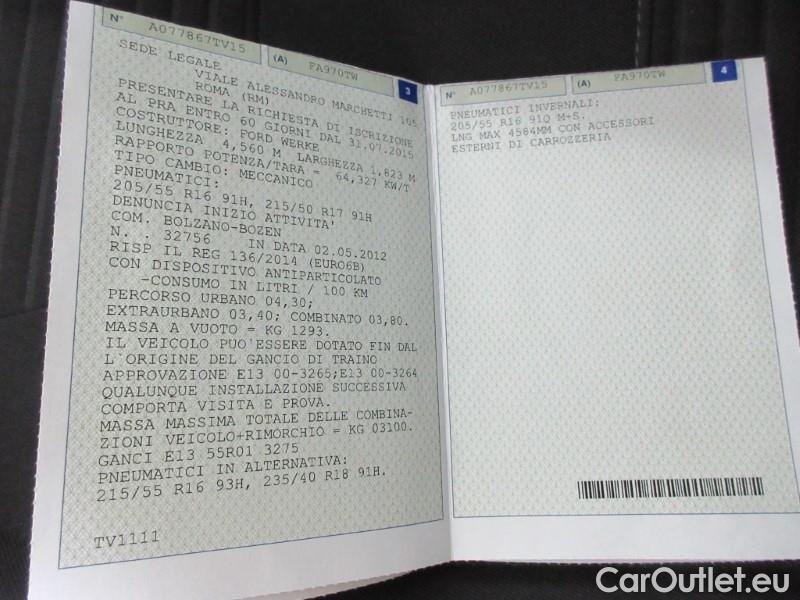 N° A077867TV15 (A) FA970TW 3
SEDE LEGALE
VIALE ALESSANDRO MARCHETTI 105
ROMA (RM)
PRESENTARE LA RICHIESTA DI ISCRIZIONE
AL PRA ENTRO 60 GIORNI DAL 31.07.2015
COSTRUTTORE: FORD WERKE
LUNGHEZZA 4,560 M LARGHEZZA 1,823 M
RAPPORTO POTENZA/TARA = 64,327 KW/T
TIPO CAMBIO: MECCANICO
PNEUMATICI:
205/55 R16 91H, 215/50 R17 91H
DENUNCIA INIZIO ATTIVITA'
COM. BOLZANO-BOZEN
N. : 32756 IN DATA 02.05.2012
RISP IL REG 136/2014 (EURO6B)
CON DISPOSITIVO ANTIPARTICOLATO
-CONSUMO IN LITRI / 100 KM
PERCORSO URBANO 04,30;
EXTRAURBANO 03,40; COMBINATO 03,80.
MASSA A VUOTO = KG 1293.
IL VEICOLO PUO'ESSERE DOTATO FIN DAL
L'ORIGINE DEL GANCIO DI TRAINO
APPROVAZIONE E13 00-3265;E13 00-3264
QUALUNQUE INSTALLAZIONE SUCCESSIVA
COMPORTA VISITA E PROVA.
MASSA MASSIMA TOTALE DELLE COMBINA-
ZIONI VEICOLO+RIMORCHIO = KG 03100.
GANCI E13 55R01 3275
PNEUMATICI IN ALTERNATIVA:
215/55 R16 93H, 235/40 R18 91H.
TV1111
N° A077867TV15 (A) FA970TW 4
PNEUMATICI INVERNALI:
205/55 R16 91Q M+S.
LNG MAX 4584MM CON ACCESSORI
ESTERNI DI CARROZZERIA
CarOutlet.eu